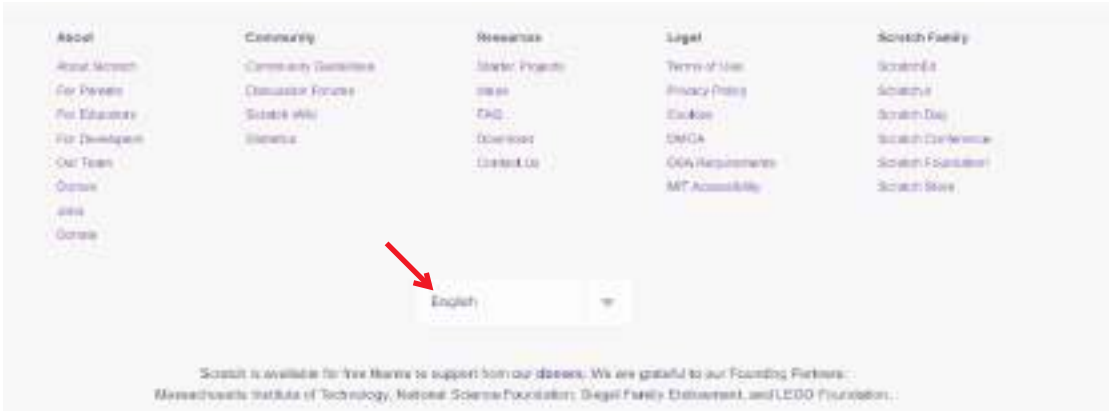 About
About Scratch
For Parents
For Educators
For Developers
Our Team
Donors
Jobs
Donate
Community
Community Guidelines
Discussion Forums
Scratch Wiki
Statistics
Resources
Starter Projects
Ideas
FAQ
Download
Contact Us
Legal
Terms of Use
Privacy Policy
Cookies
DMCA
DSA Requirements
MIT Accessibility
Scratch Family
ScratchEd
ScratchJr
Scratch Day
Scratch Conference
Scratch Foundation
Scratch Store
English
Scratch is available for free thanks to support from our donors. We are grateful to our Founding Partners:
Massachusetts Institute of Technology, National Science Foundation, Siegel Family Endowment, and LEGO Foundation.